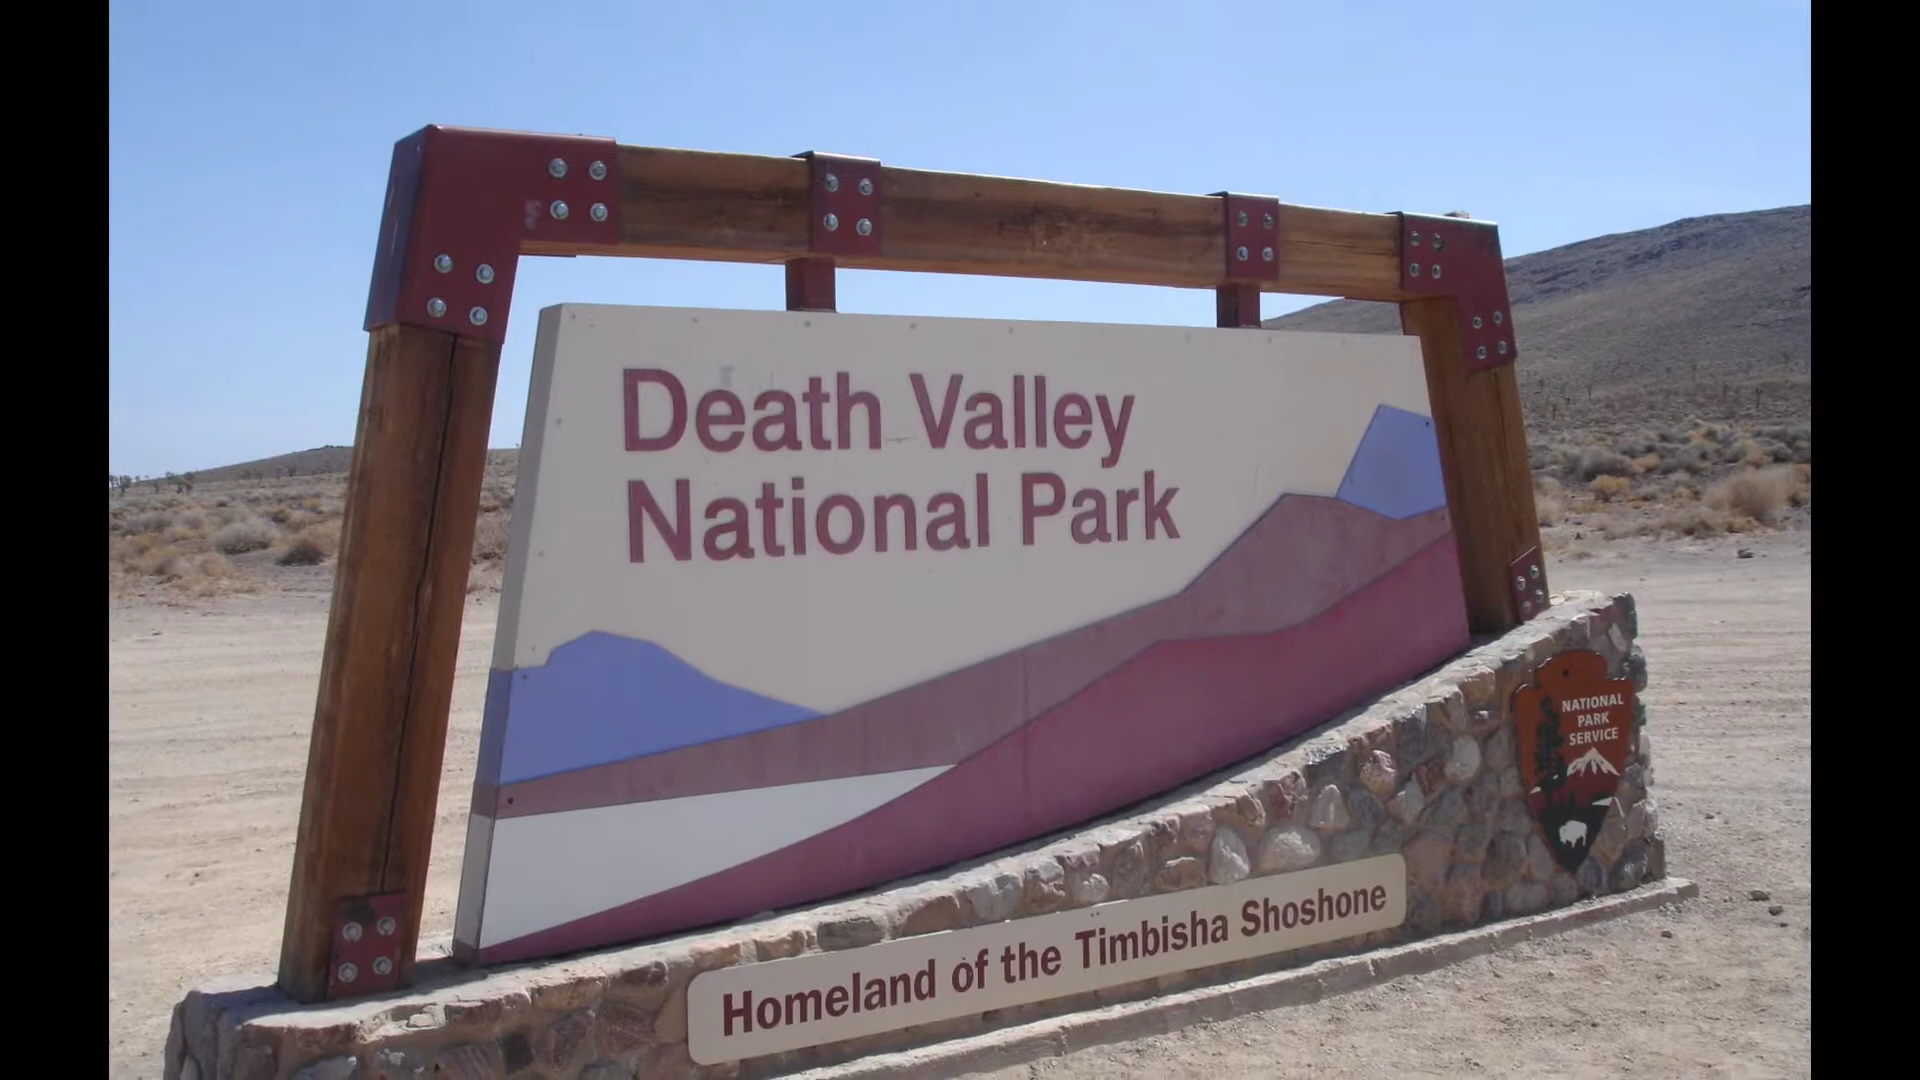 Death Valley
National Park
NATIONAL
PARK
SERVICE
Homeland of the Timbisha Shoshone